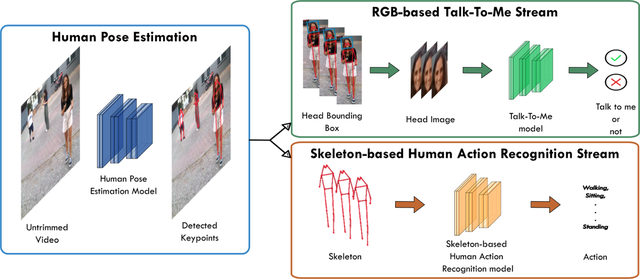 Human Pose Estimation
Human Pose
Estimation Model
Untrimmed
Video
Detected
Keypoints
RGB-based Talk-To-Me Stream
Head Bounding
Box
Head Image
Talk-To-Me
model
Talk to me
or
not
Skeleton-based Human Action Recognition Stream
Skeleton
Skeleton-based
Human Action
Recognition model
Walking,
Sitting,
.
.
.
Standing
Action